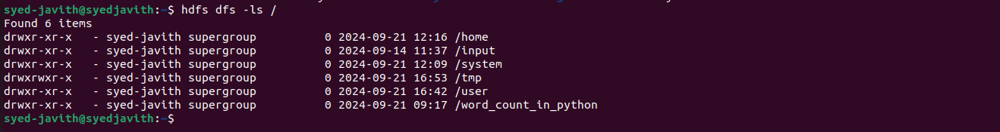 syed-javith@syedjavith:~$ hdfs dfs -ls /
Found 6 items
drwxr-xr-x   - syed-javith supergroup          0 2024-09-21 12:16 /home
drwxr-xr-x   - syed-javith supergroup          0 2024-09-14 11:37 /input
drwxr-xr-x   - syed-javith supergroup          0 2024-09-21 12:09 /system
drwxrwxr-x   - syed-javith supergroup          0 2024-09-21 16:53 /tmp
drwxr-xr-x   - syed-javith supergroup          0 2024-09-21 16:42 /user
drwxr-xr-x   - syed-javith supergroup          0 2024-09-21 09:17 /word_count_in_python
syed-javith@syedjavith:~$